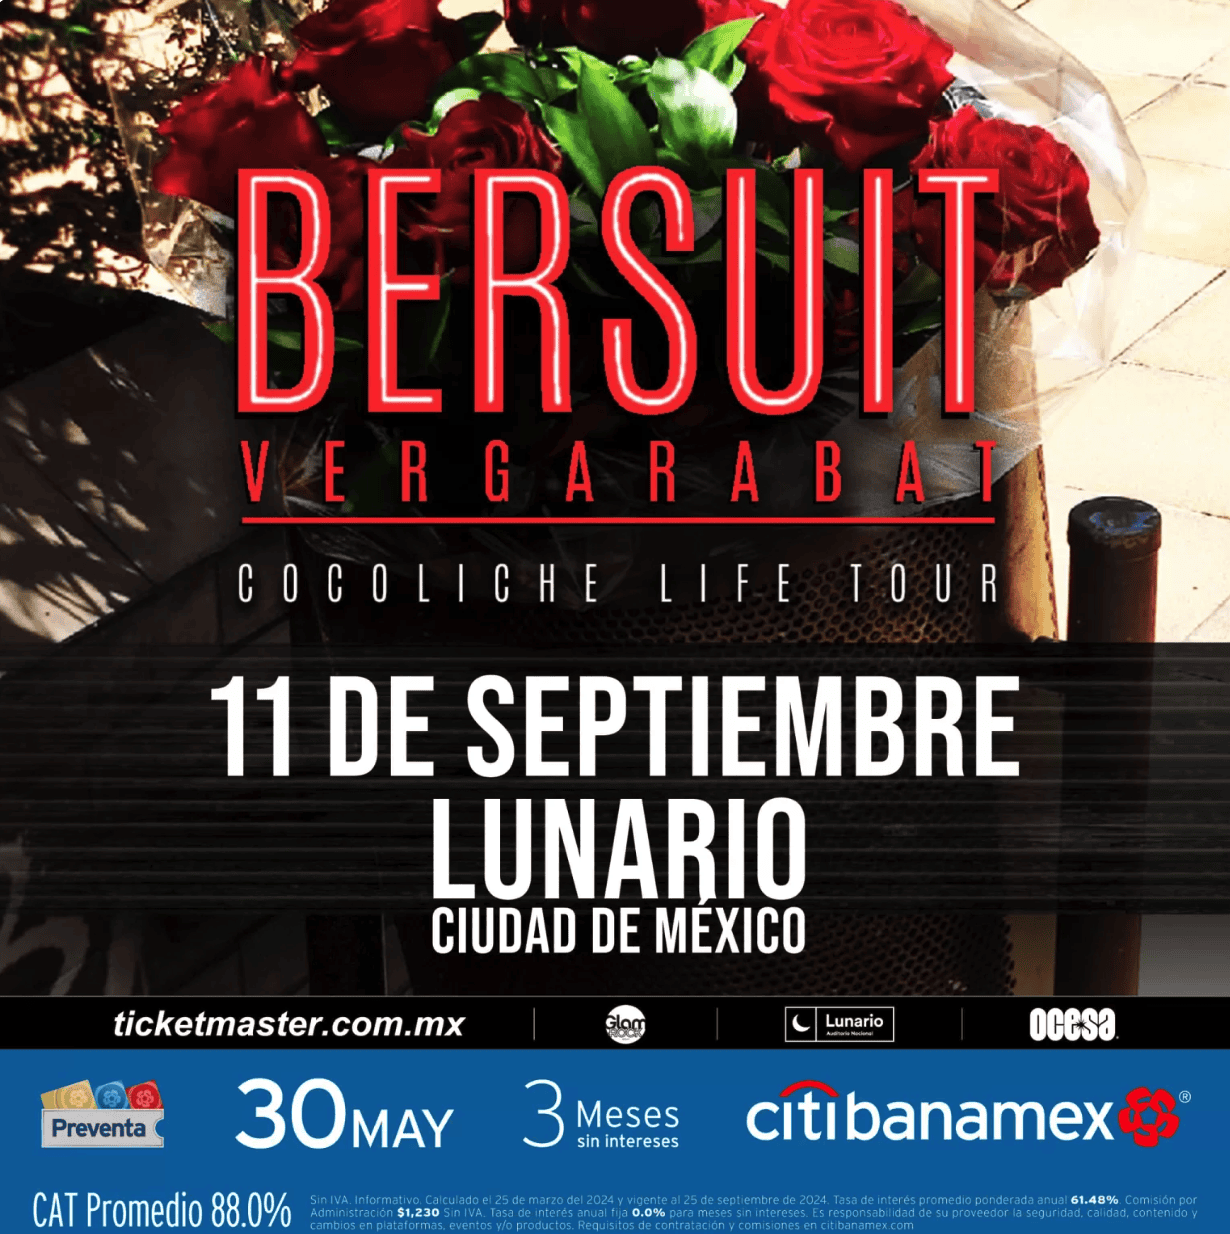 BERSUIT
VERGARABAT
COCOLICHE LIFE TOUR
11 DE SEPTIEMBRE
LUNARIO
CIUDAD DE MÉXICO
ticketmaster.com.mx
Glam
ROCK
Lunario
Auditorio Nacional
OCESA
Preventa
30 MAY
3 Meses
sin intereses
citibanamex®
CAT Promedio 88.0%
Sin IVA. Informativo. Calculado el 25 de marzo del 2024 y vigente al 25 de septiembre de 2024. Tasa de interés promedio ponderada anual 61.48%. Comisión por
Administración $1,230 Sin IVA. Tasa de interés anual fija 0.0% para meses sin intereses. Es responsabilidad de su proveedor la seguridad, calidad, contenido y
cambios en plataformas, eventos y/o productos. Requisitos de contratación y comisiones en citibanamex.com